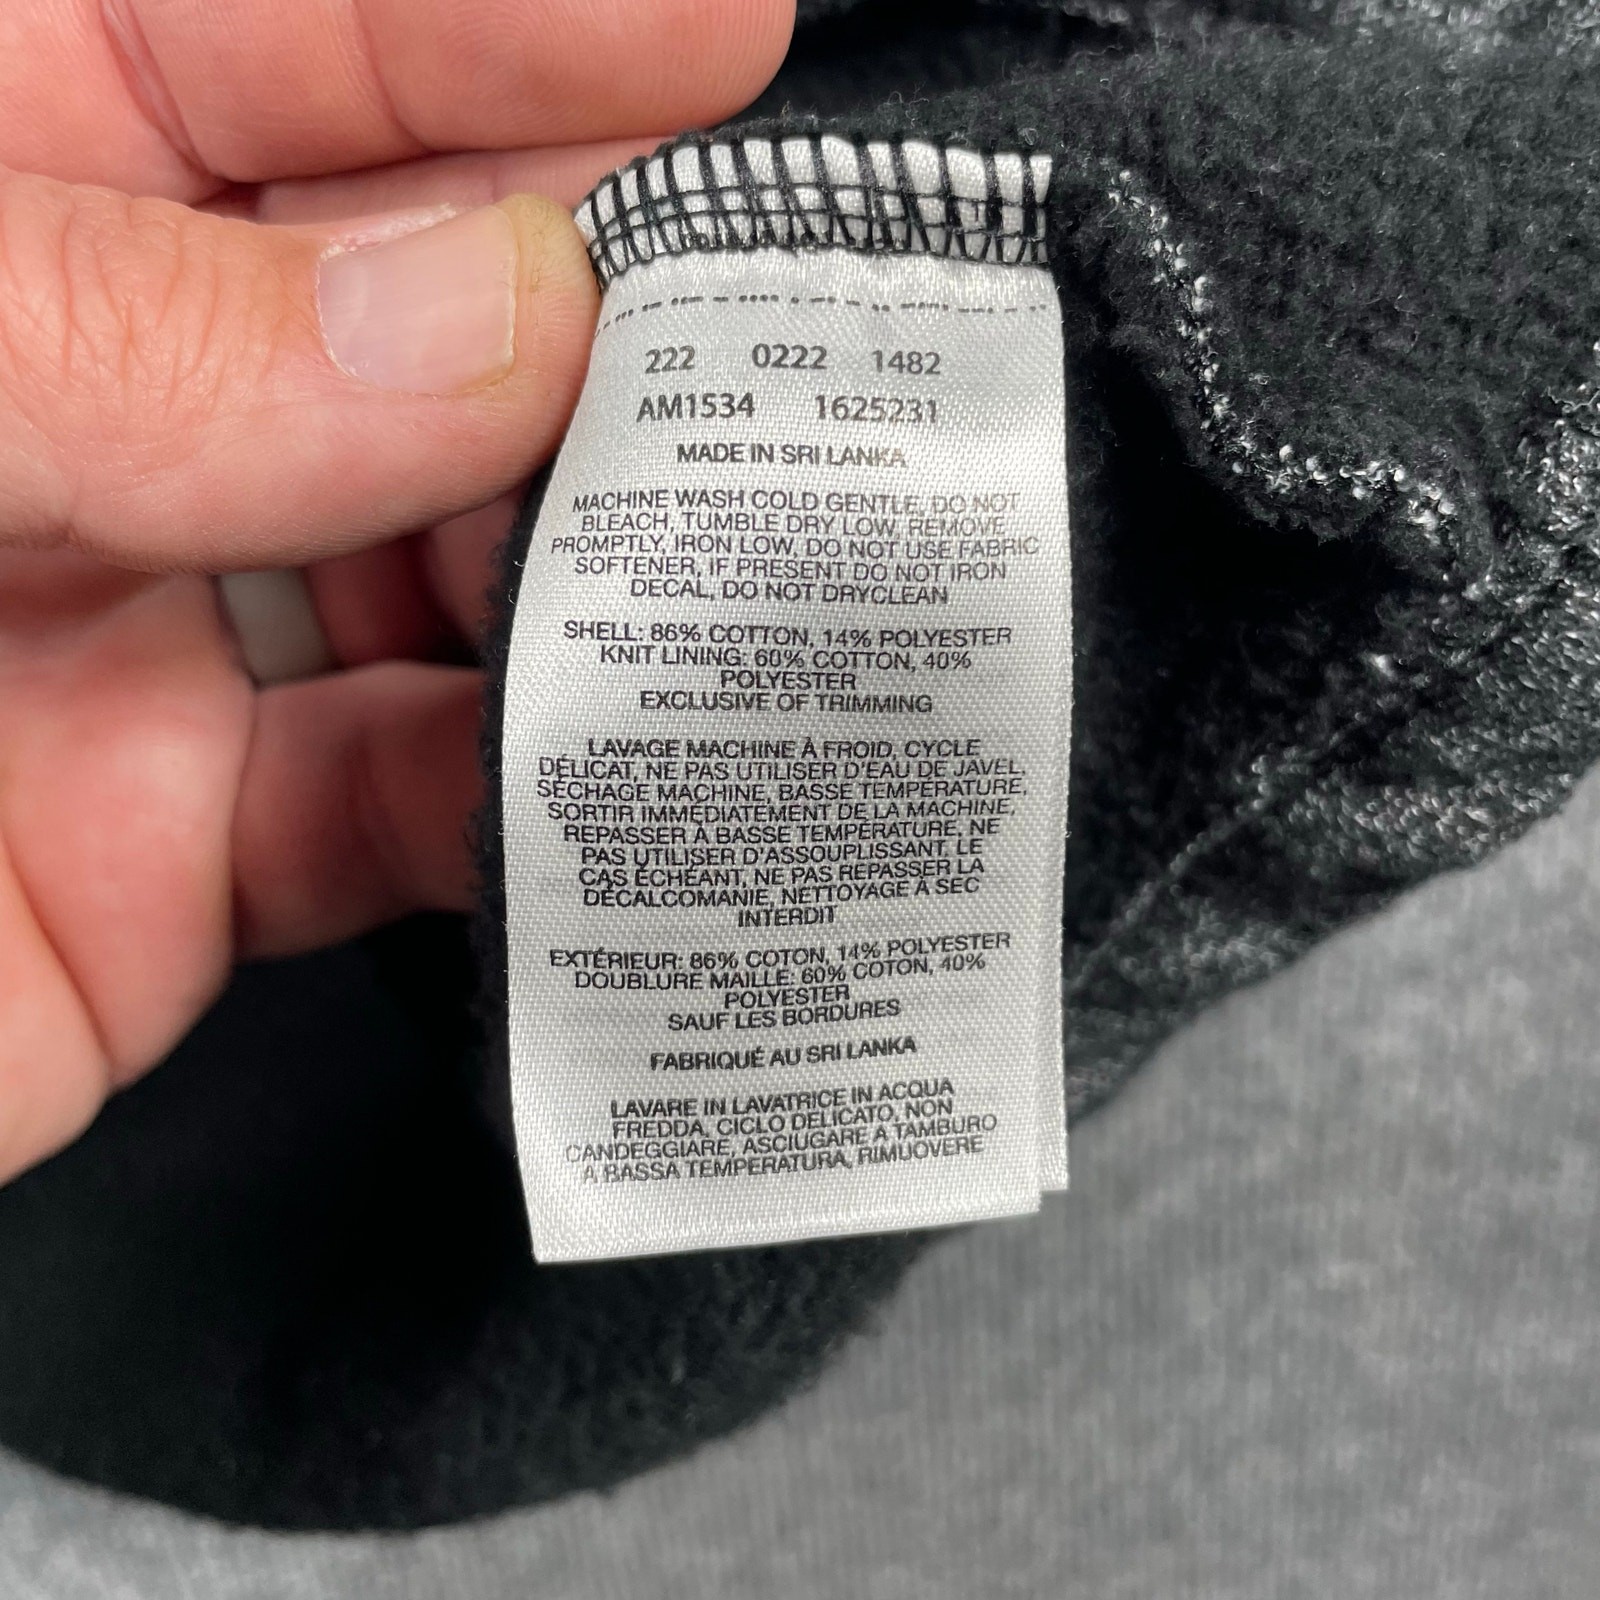 222 0222 1482
AM1534 1625231
MADE IN SRI LANKA
MACHINE WASH COLD GENTLE, DO NOT
BLEACH, TUMBLE DRY LOW, REMOVE
PROMPTLY, IRON LOW, DO NOT USE FABRIC
SOFTENER, IF PRESENT DO NOT IRON
DECAL, DO NOT DRYCLEAN
SHELL: 86% COTTON, 14% POLYESTER
KNIT LINING: 60% COTTON, 40%
POLYESTER
EXCLUSIVE OF TRIMMING
LAVAGE MACHINE À FROID, CYCLE
DÉLICAT, NE PAS UTILISER D'EAU DE JAVEL,
SÉCHAGE MACHINE, BASSE TEMPÉRATURE,
SORTIR IMMÉDIATEMENT DE LA MACHINE,
REPASSER À BASSE TEMPÉRATURE, NE
PAS UTILISER D'ASSOUPLISSANT, LE
CAS ÉCHÉANT, NE PAS REPASSER LA
DÉCALCOMANIE, NETTOYAGE À SEC
INTERDIT
EXTÉRIEUR: 86% COTON, 14% POLYESTER
DOUBLURE MAILLE: 60% COTON, 40%
POLYESTER
SAUF LES BORDURES
FABRIQUÉ AU SRI LANKA
LAVARE IN LAVATRICE IN ACQUA
FREDDA, CICLO DELICATO, NON
CANDEGGIARE, ASCIUGARE A TAMBURO
A BASSA TEMPERATURA, RIMUOVERE